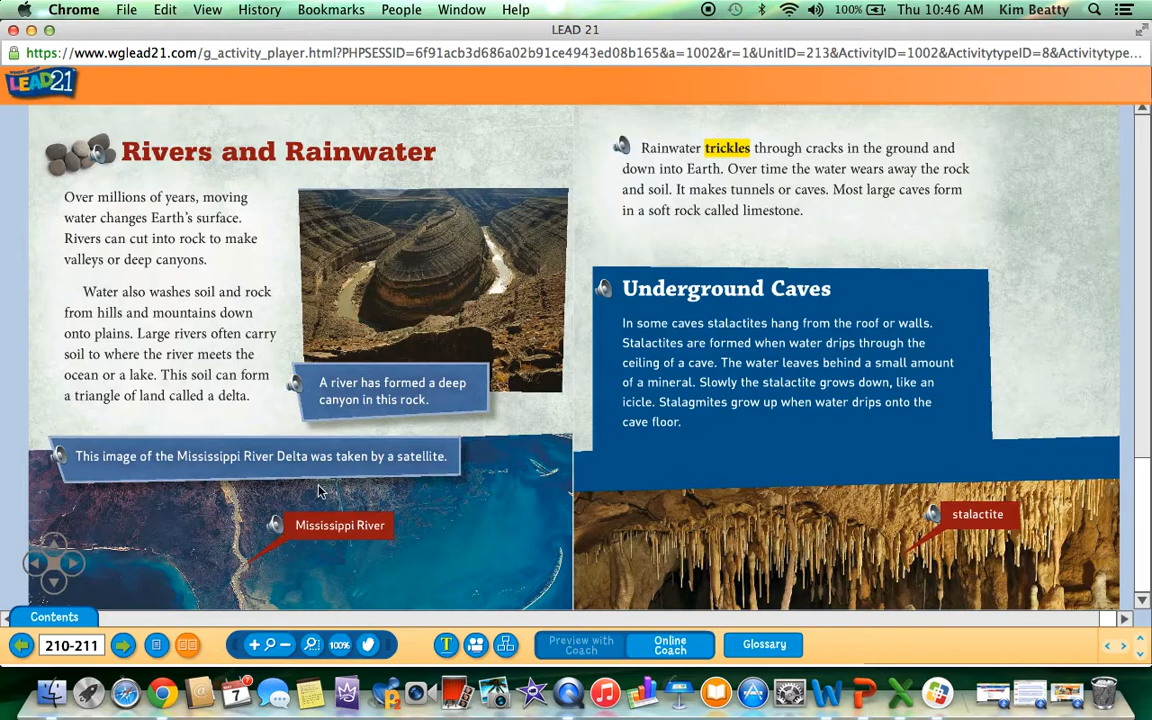 Chrome File Edit View History Bookmarks People Window Help 100% Thu 10:46 AM Kim Beatty
LEAD 21
https://www.wglead21.com/g_activity_player.html?PHPSESSID=6f91acb3d686a02b91ce4943ed08b165&a=1002&r=1&UnitID=213&ActivityID=1002&ActivitytypeID=8&Activitytype...
LEAD21
Rivers and Rainwater
Over millions of years, moving
water changes Earth's surface.
Rivers can cut into rock to make
valleys or deep canyons.
Water also washes soil and rock
from hills and mountains down
onto plains. Large rivers often carry
soil to where the river meets the
ocean or a lake. This soil can form
a triangle of land called a delta.
A river has formed a deep
canyon in this rock.
This image of the Mississippi River Delta was taken by a satellite.
Mississippi River
Rainwater trickles through cracks in the ground and
down into Earth. Over time the water wears away the rock
and soil. It makes tunnels or caves. Most large caves form
in a soft rock called limestone.
Underground Caves
In some caves stalactites hang from the roof or walls.
Stalactites are formed when water drips through the
ceiling of a cave. The water leaves behind a small amount
of a mineral. Slowly the stalactite grows down, like an
icicle. Stalagmites grow up when water drips onto the
cave floor.
stalactite
Contents
210-211 100% T Preview with Coach Online Coach Glossary